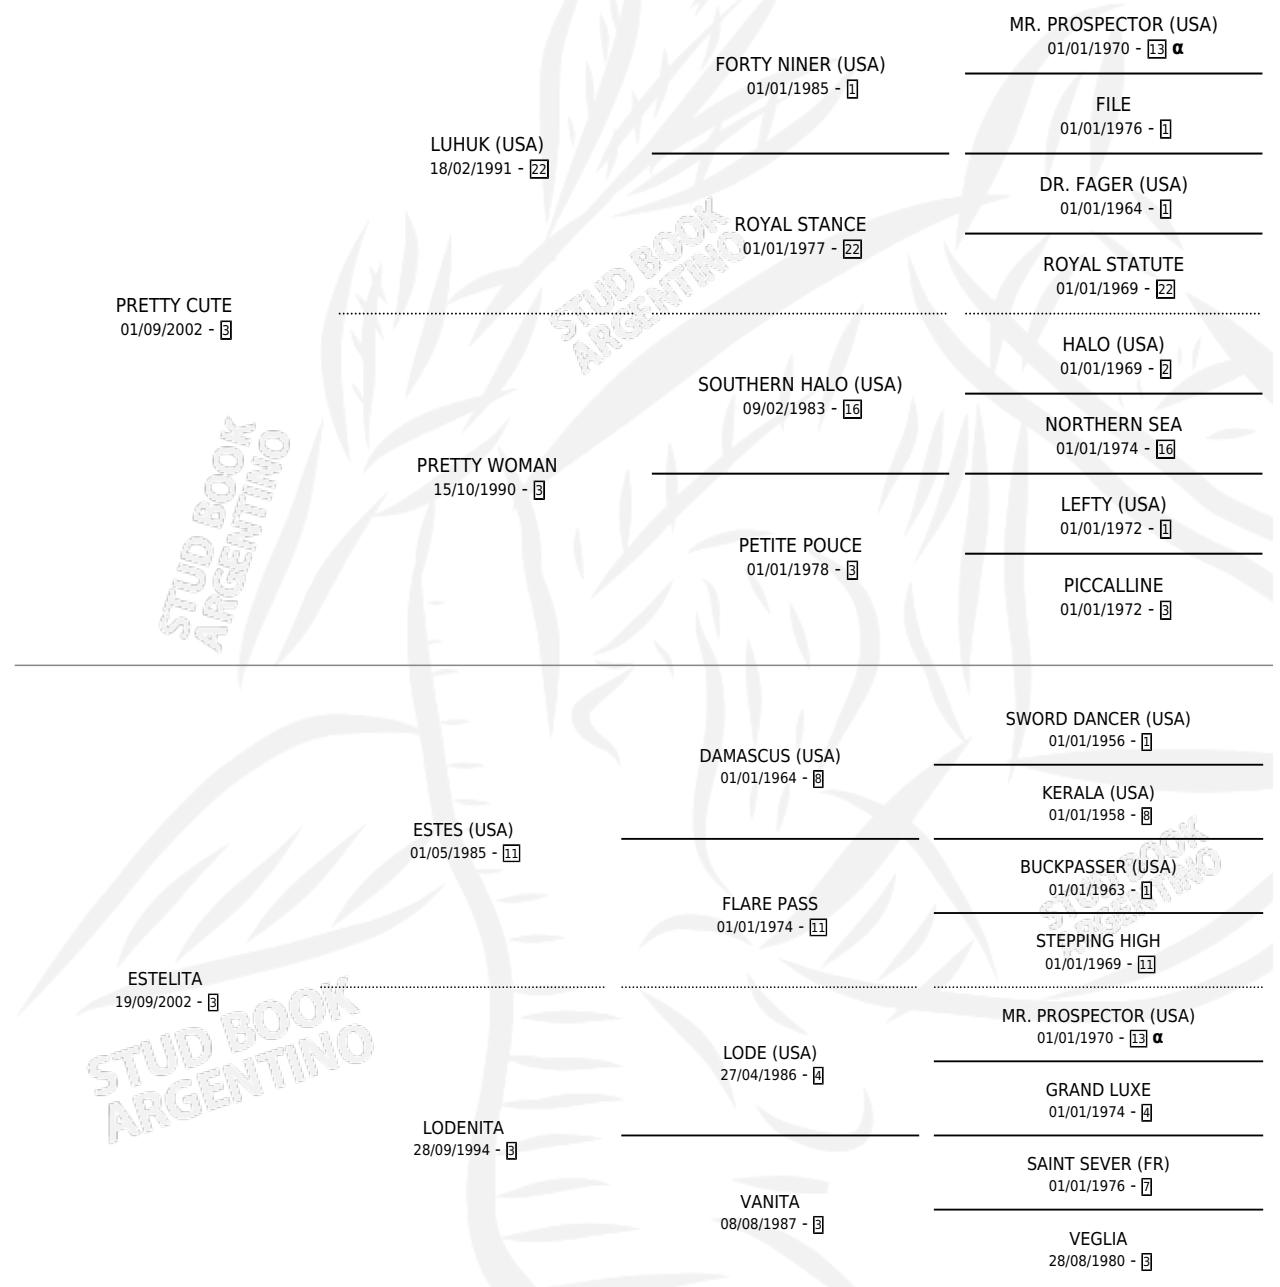 MR. PROSPECTOR (USA)
01/01/1970 - 13 α
FORTY NINER (USA)
01/01/1985 - 1
FILE
01/01/1976 - 1
LUHUK (USA)
18/02/1991 - 22
DR. FAGER (USA)
01/01/1964 - 1
ROYAL STANCE
01/01/1977 - 22
ROYAL STATUTE
01/01/1969 - 22
PRETTY CUTE
01/09/2002 - 3
STUD BOOK
ARGENTINO
HALO (USA)
01/01/1969 - 2
SOUTHERN HALO (USA)
09/02/1983 - 16
NORTHERN SEA
01/01/1974 - 16
PRETTY WOMAN
15/10/1990 - 3
LEFTY (USA)
01/01/1972 - 1
PETITE POUCE
01/01/1978 - 3
PICCALLINE
01/01/1972 - 3
STUD BOOK
ARGENTINO
SWORD DANCER (USA)
01/01/1956 - 1
DAMASCUS (USA)
01/01/1964 - 8
KERALA (USA)
01/01/1958 - 8
ESTES (USA)
01/05/1985 - 11
BUCKPASSER (USA)
01/01/1963 - 1
FLARE PASS
01/01/1974 - 11
STEPPING HIGH
01/01/1969 - 11
STUD BOOK
ARGENTINO
ESTELITA
19/09/2002 - 3
STUD BOOK
ARGENTINO
MR. PROSPECTOR (USA)
01/01/1970 - 13 α
LODE (USA)
27/04/1986 - 4
GRAND LUXE
01/01/1974 - 4
LODENITA
28/09/1994 - 3
SAINT SEVER (FR)
01/01/1976 - 7
VANITA
08/08/1987 - 3
VEGLIA
28/08/1980 - 3